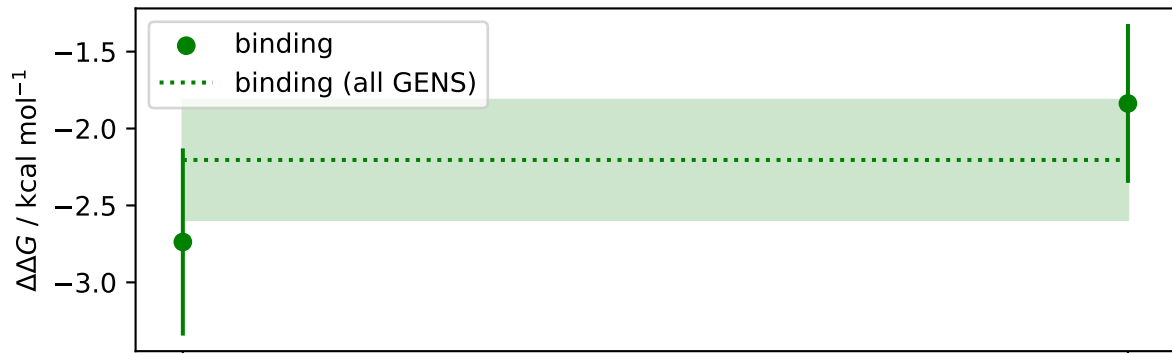 binding
binding (all GENS)
−1.5
−2.0
−2.5
−3.0
ΔΔG / kcal mol⁻¹